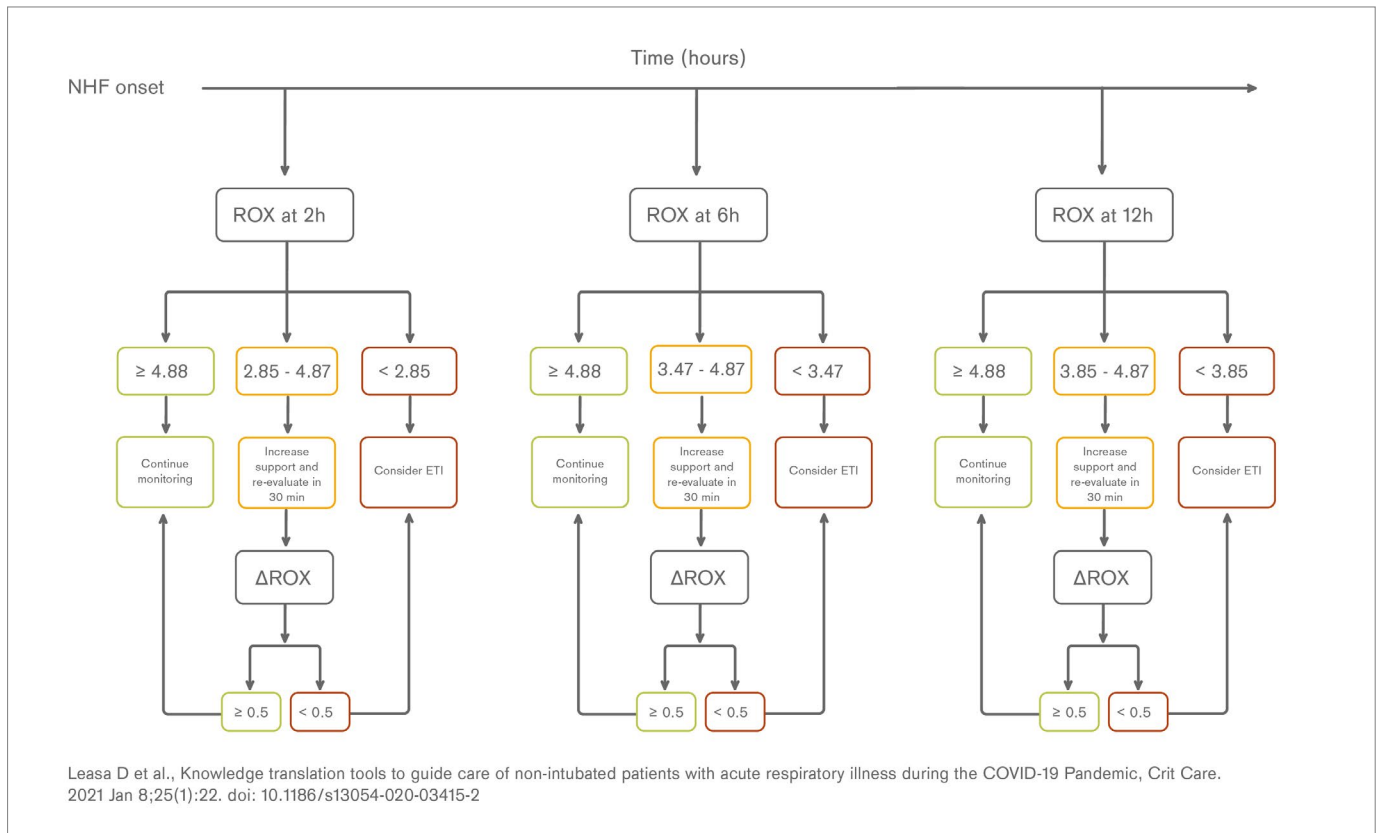 Time (hours)
NHF onset
ROX at 2h
ROX at 6h
ROX at 12h
≥ 4.88
2.85 - 4.87
< 2.85
≥ 4.88
3.47 - 4.87
< 3.47
≥ 4.88
3.85 - 4.87
< 3.85
Continue
monitoring
Increase
support and
re-evaluate in
30 min
Consider ETI
Continue
monitoring
Increase
support and
re-evaluate in
30 min
Consider ETI
Continue
monitoring
Increase
support and
re-evaluate in
30 min
Consider ETI
ΔROX
ΔROX
ΔROX
≥ 0.5
< 0.5
≥ 0.5
< 0.5
≥ 0.5
< 0.5
Leasa D et al., Knowledge translation tools to guide care of non-intubated patients with acute respiratory illness during the COVID-19 Pandemic, Crit Care.
2021 Jan 8;25(1):22. doi: 10.1186/s13054-020-03415-2